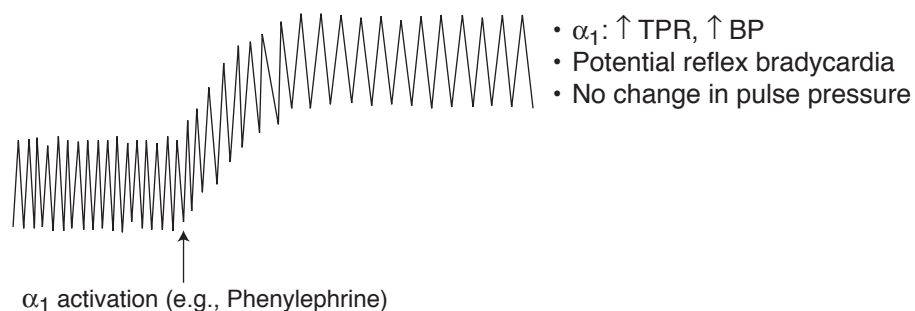 • α₁: ↑ TPR, ↑ BP
• Potential reflex bradycardia
• No change in pulse pressure
α₁ activation (e.g., Phenylephrine)